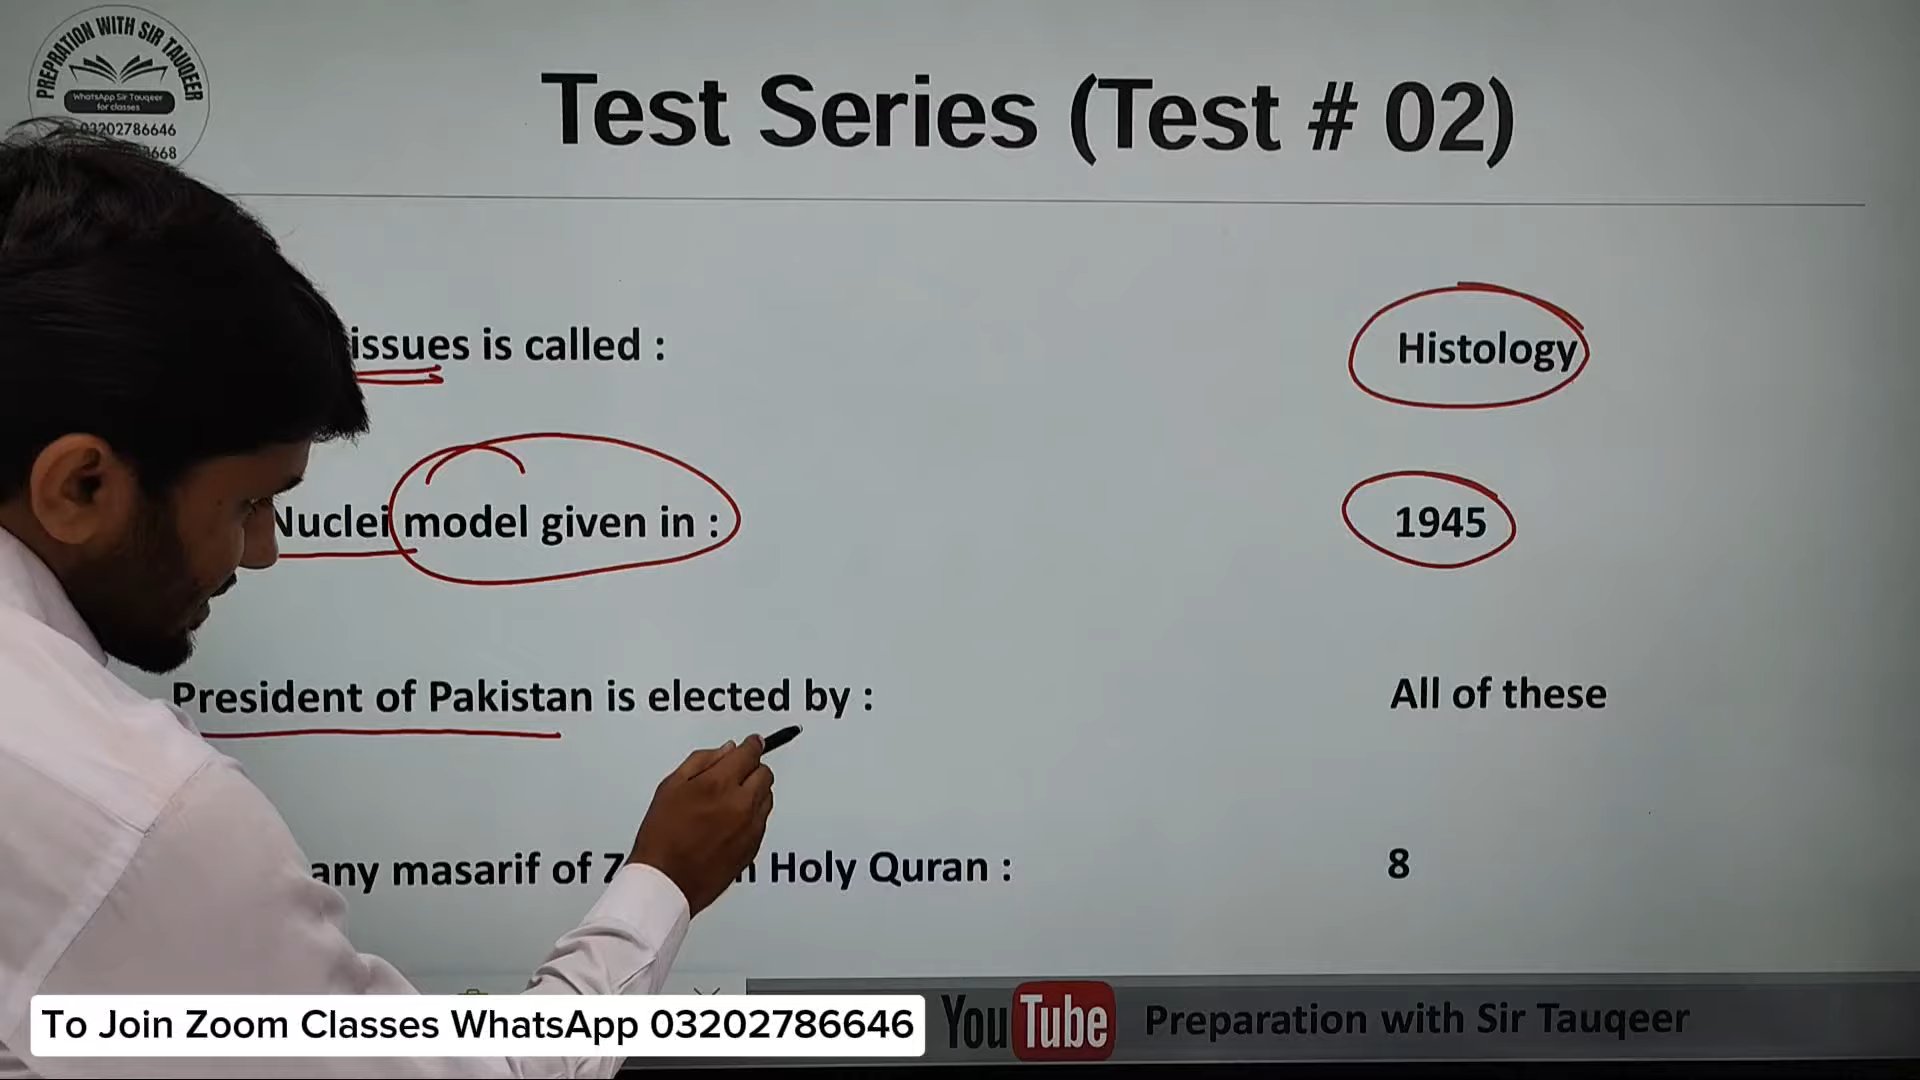 PREPRATION WITH SIR TAUQEER
WhatsApp Sir Tauqeer
for classes
03202786646
668
Test Series (Test # 02)
issues is called : Histology
Nuclei model given in : 1945
President of Pakistan is elected by : All of these
any masarif of Holy Quran : 8
To Join Zoom Classes WhatsApp 03202786646
YouTube Preparation with Sir Tauqeer